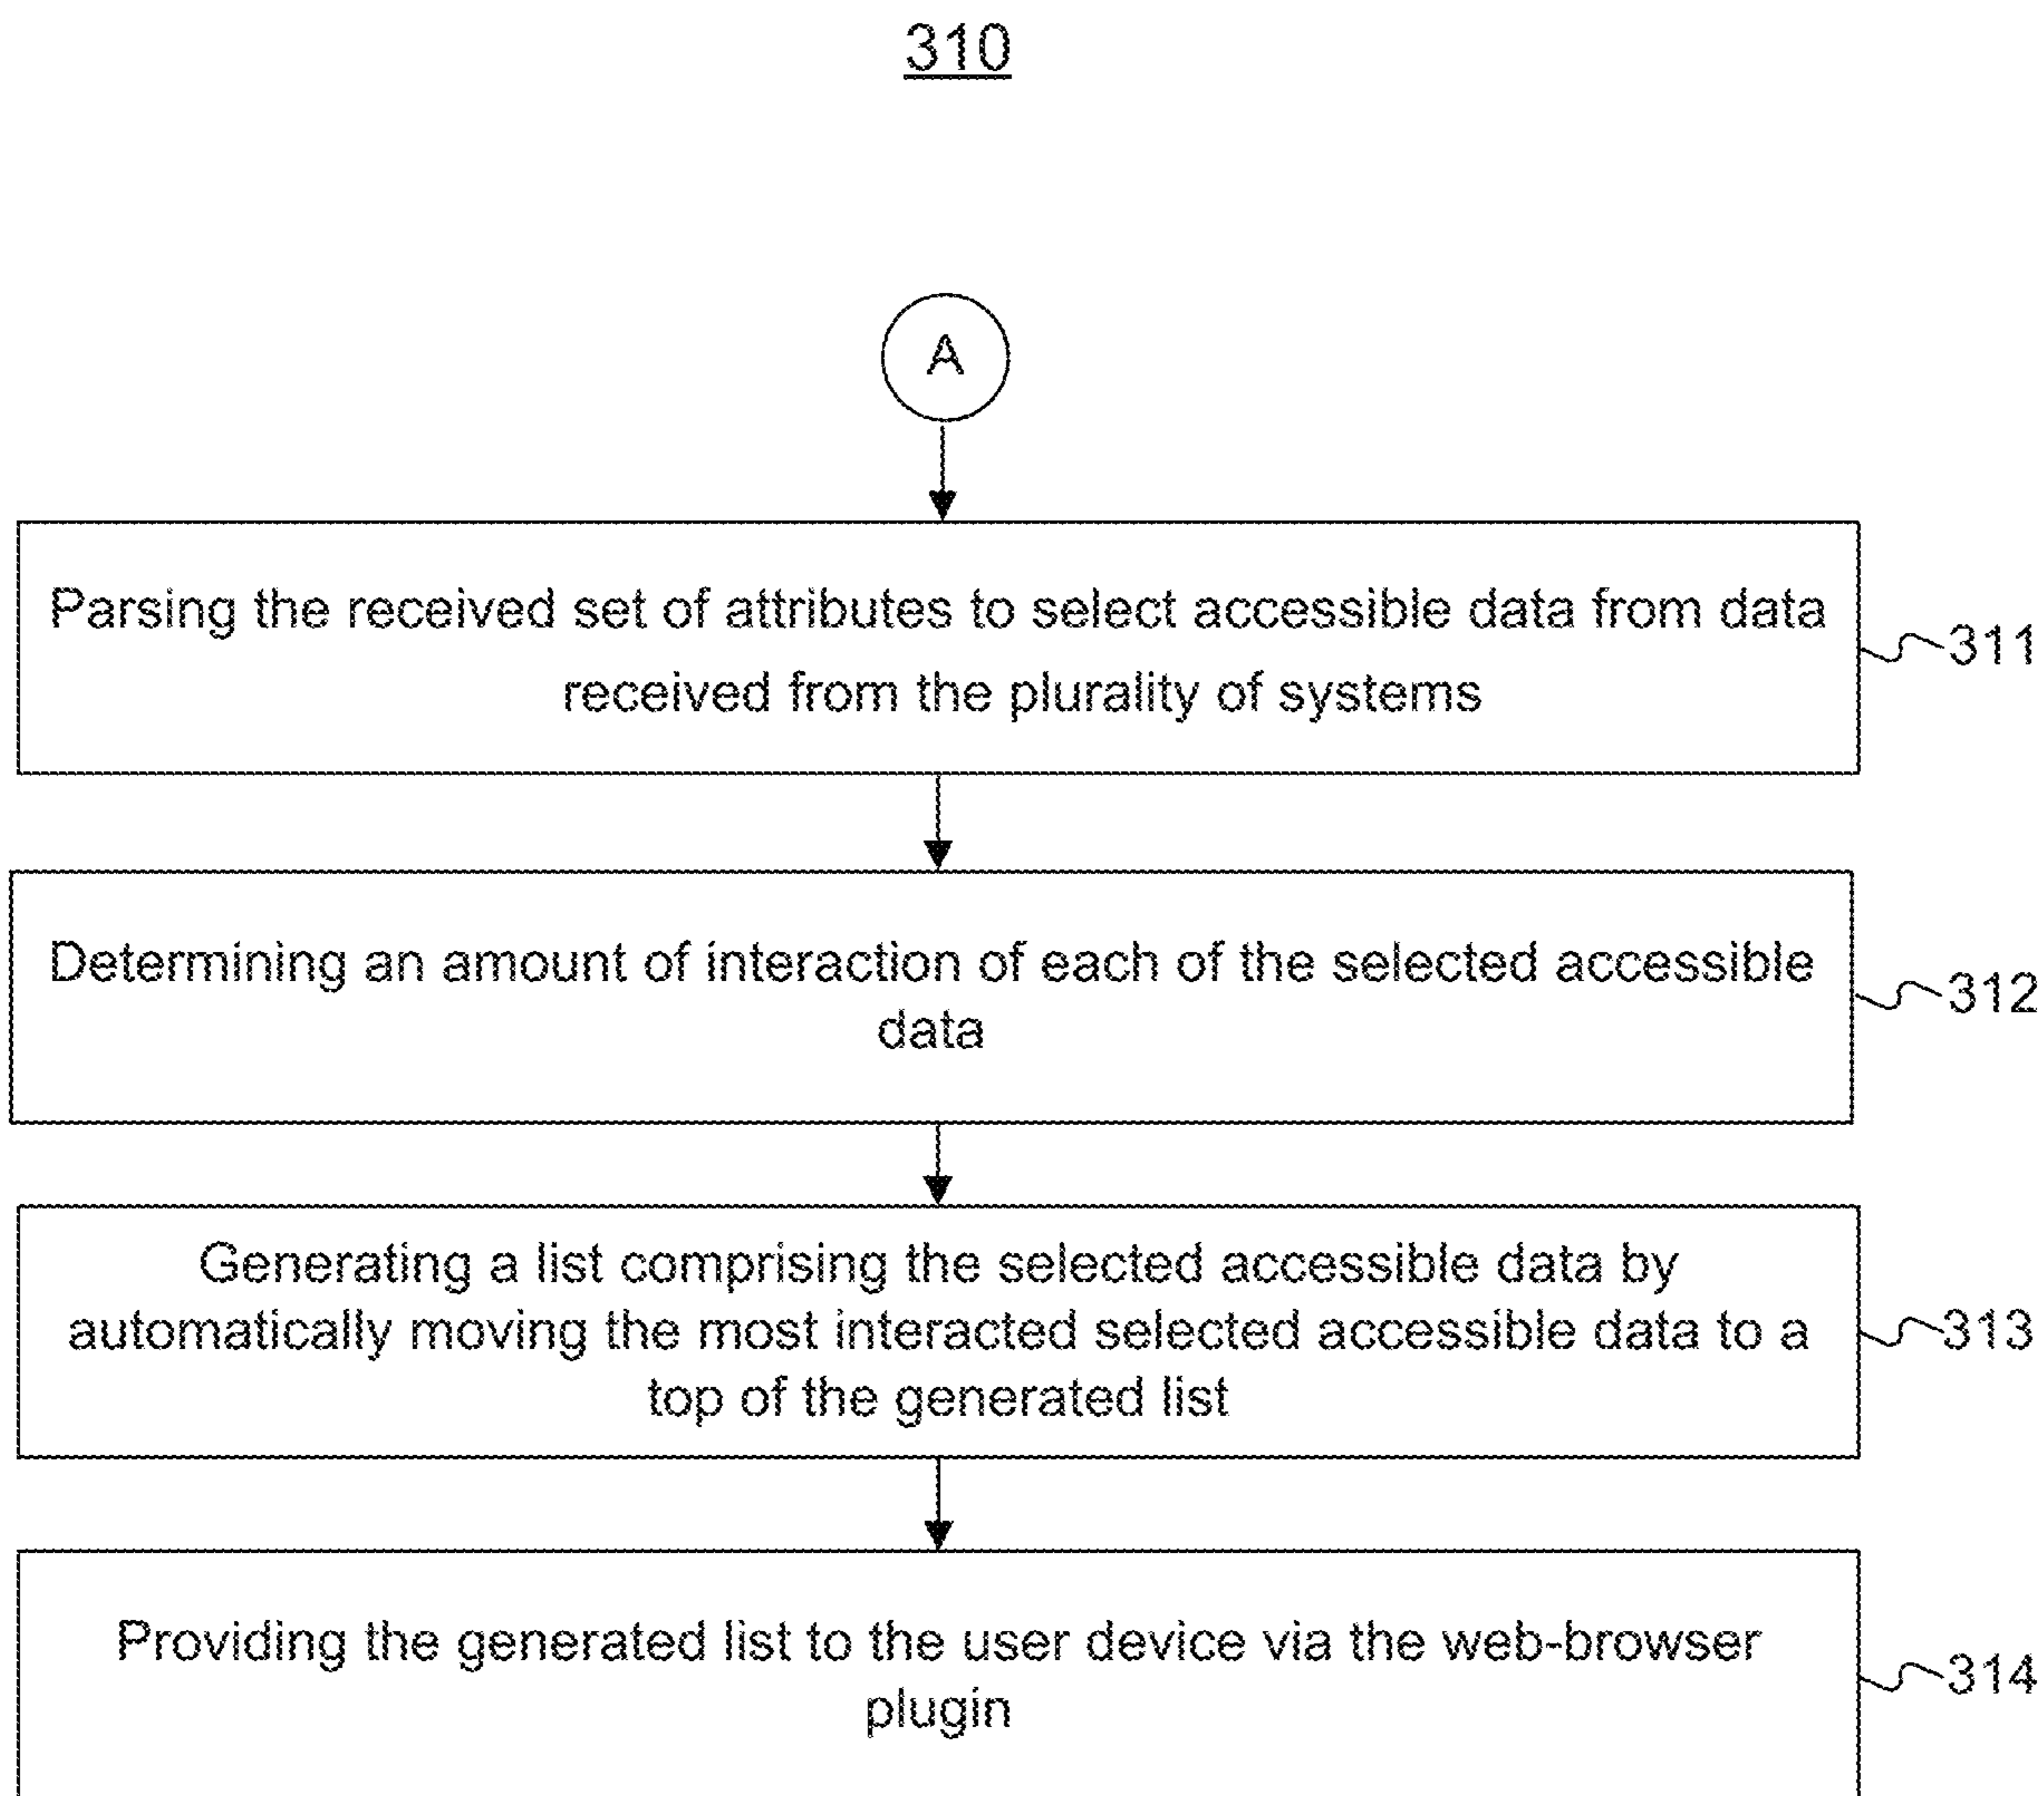 310
A
Parsing the received set of attributes to select accessible data from data
received from the plurality of systems
311
Determining an amount of interaction of each of the selected accessible
data
312
Generating a list comprising the selected accessible data by
automatically moving the most interacted selected accessible data to a
top of the generated list
313
Providing the generated list to the user device via the web-browser
plugin
314